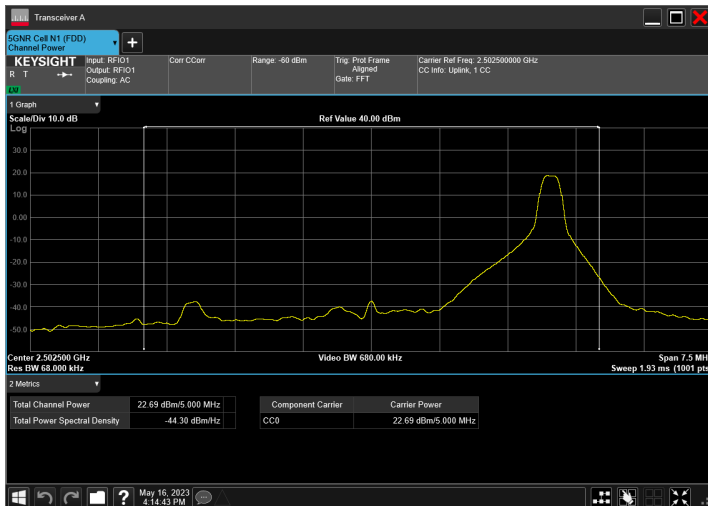 Transceiver A
5GNR Cell N1 (FDD)
Channel Power
KEYSIGHT
R T
LXI
Input: RFIO1
Output: RFIO1
Coupling: AC
Corr CCorr
Range: -60 dBm
Trig: Prot Frame
Aligned
Gate: FFT
Carrier Ref Freq: 2.502500000 GHz
CC Info: Uplink, 1 CC
1 Graph
Scale/Div 10.0 dB
Ref Value 40.00 dBm
Log
30.0
20.0
10.0
0.00
-10.0
-20.0
-30.0
-40.0
-50.0
Center 2.502500 GHz
Video BW 680.00 kHz
Span 7.5 MH
Res BW 68.000 kHz
Sweep 1.93 ms (1001 pts
2 Metrics
Total Channel Power 22.69 dBm/5.000 MHz
Total Power Spectral Density -44.30 dBm/Hz
Component Carrier Carrier Power
CC0 22.69 dBm/5.000 MHz
?
May 16, 2023
4:14:43 PM